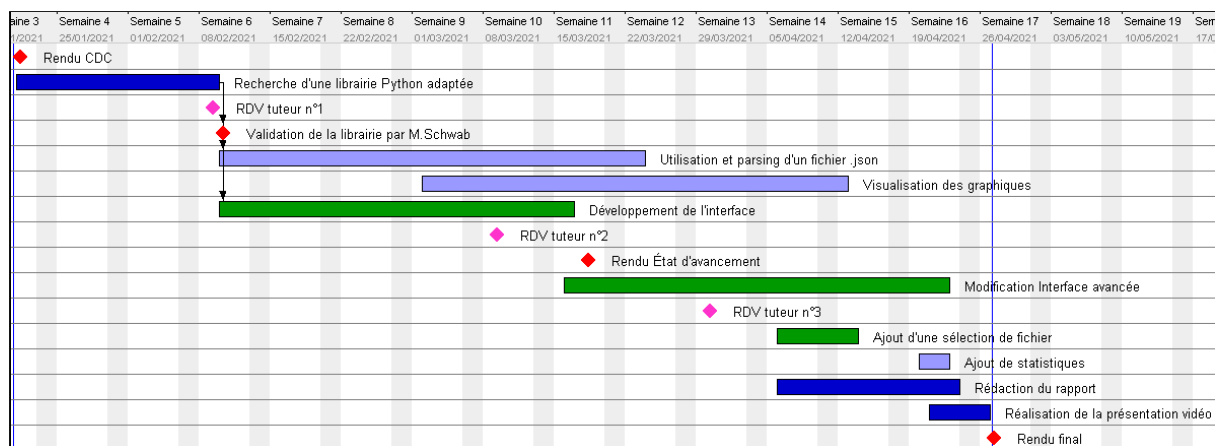 aine 3 Semaine 4 Semaine 5 Semaine 6 Semaine 7 Semaine 8 Semaine 9 Semaine 10 Semaine 11 Semaine 12 Semaine 13 Semaine 14 Semaine 15 Semaine 16 Semaine 17 Semaine 18 Semaine 19 Sema
1/2021 25/01/2021 01/02/2021 08/02/2021 15/02/2021 22/02/2021 01/03/2021 08/03/2021 15/03/2021 22/03/2021 29/03/2021 05/04/2021 12/04/2021 19/04/2021 26/04/2021 03/05/2021 10/05/2021 17/0
Rendu CDC
Recherche d'une librairie Python adaptée
RDV tuteur n°1
Validation de la librairie par M.Schwab
Utilisation et parsing d'un fichier .json
Visualisation des graphiques
Développement de l'interface
RDV tuteur n°2
Rendu État d'avancement
Modification Interface avancée
RDV tuteur n°3
Ajout d'une sélection de fichier
Ajout de statistiques
Rédaction du rapport
Réalisation de la présentation vidéo
Rendu final